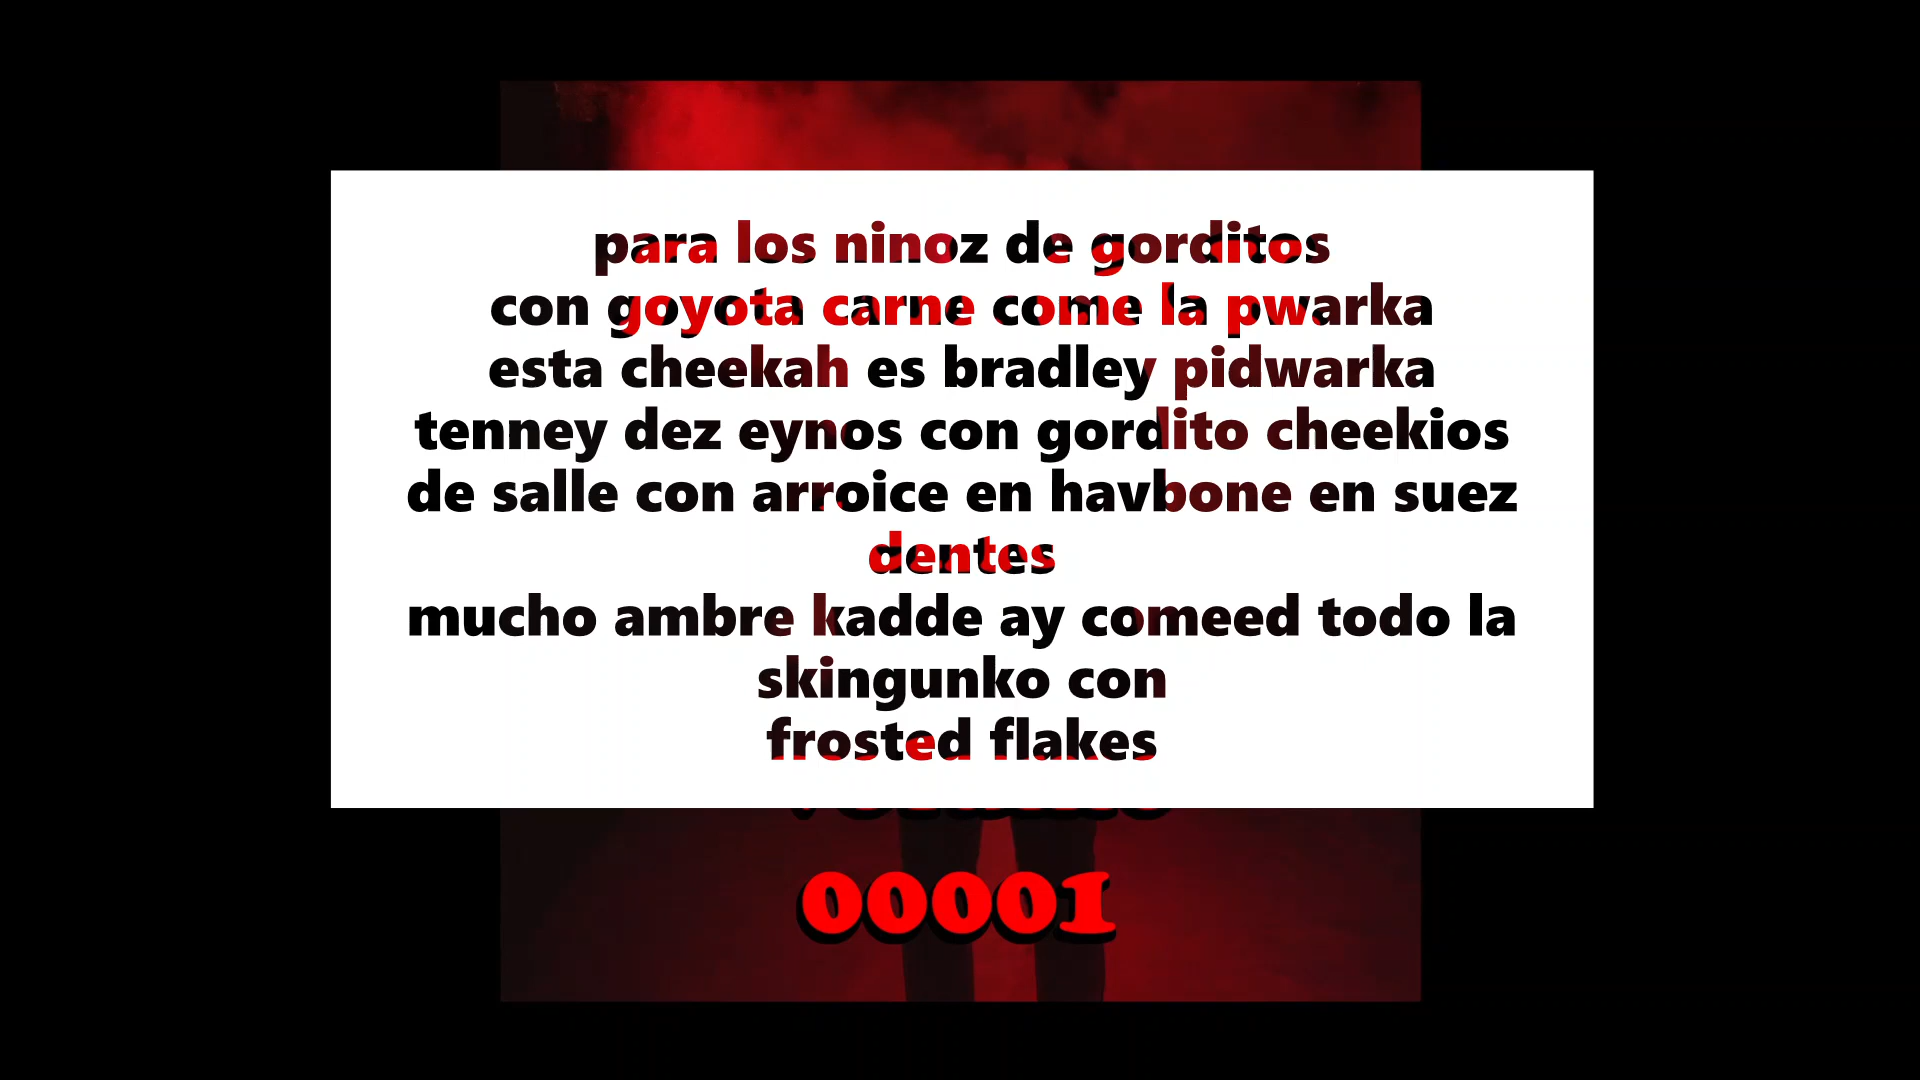 para los ninoz de gorditos
con goyota carne come la pwarka
esta cheekah es bradley pidwarka
tenney dez eynos con gordito cheekios
de salle con arroice en havbone en suez
dentes
mucho ambre kadde ay comeed todo la
skingunko con
frosted flakes
00001